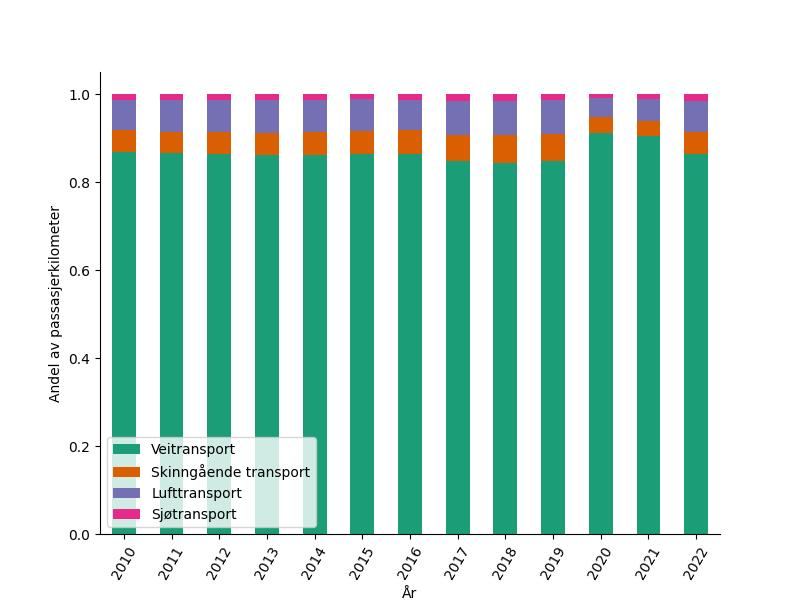 1.0
0.8
0.6
0.4
0.2
0.0
Andel av passasjerkilometer
Veitransport
Skinngående transport
Lufttransport
Sjøtransport
2010 2011 2012 2013 2014 2015 2016 2017 2018 2019 2020 2021 2022
År